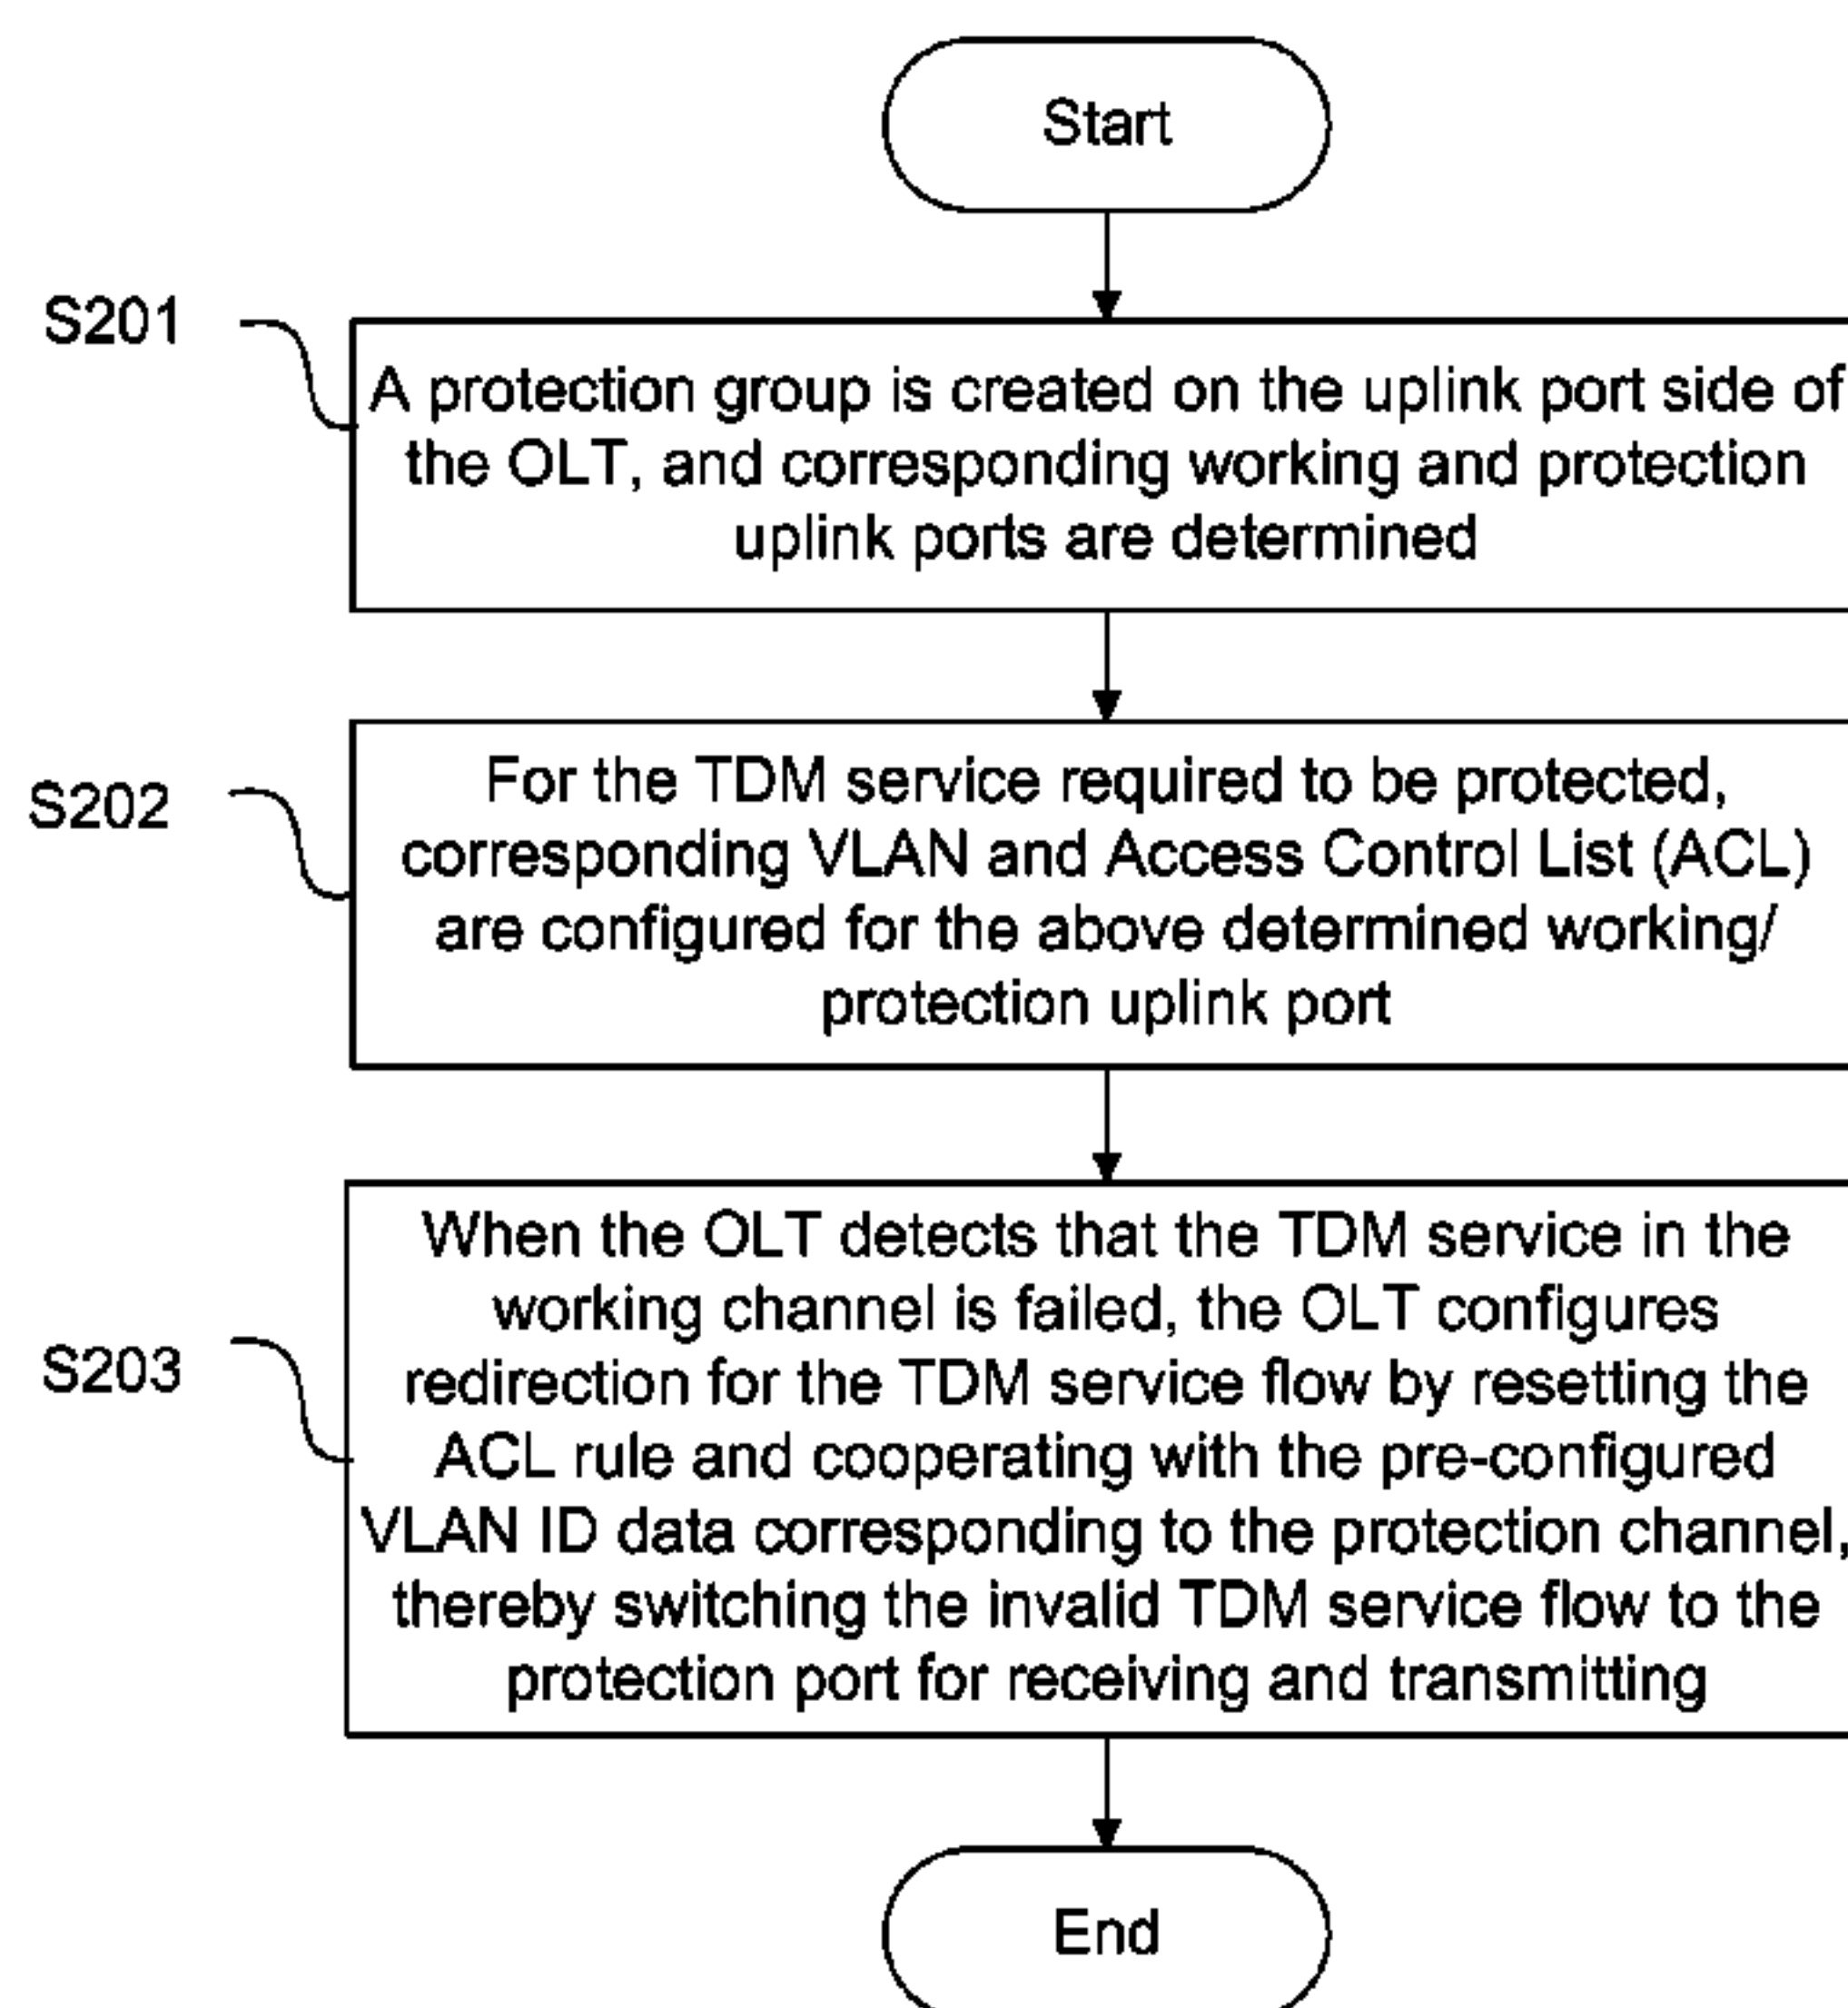 Start
S201
A protection group is created on the uplink port side of
the OLT, and corresponding working and protection
uplink ports are determined
S202
For the TDM service required to be protected,
corresponding VLAN and Access Control List (ACL)
are configured for the above determined working/
protection uplink port
S203
When the OLT detects that the TDM service in the
working channel is failed, the OLT configures
redirection for the TDM service flow by resetting the
ACL rule and cooperating with the pre-configured
VLAN ID data corresponding to the protection channel,
thereby switching the invalid TDM service flow to the
protection port for receiving and transmitting
End